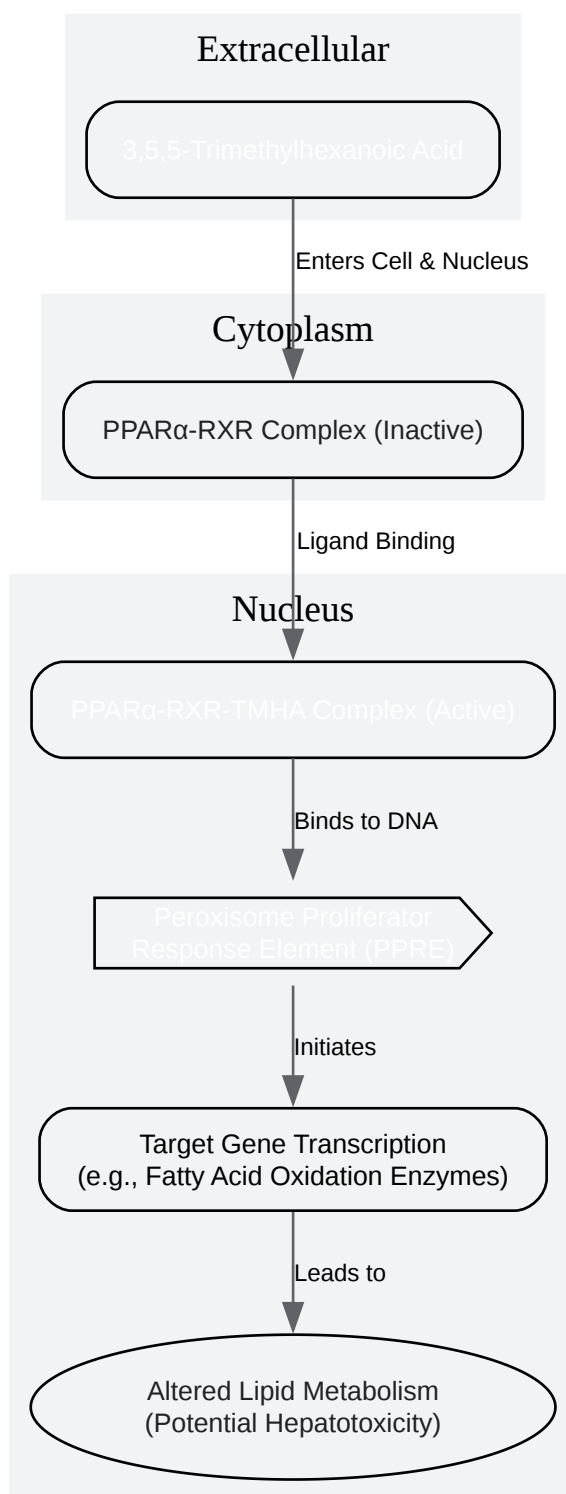 Extracellular
3,5,5-Trimethylhexanoic Acid
Enters Cell & Nucleus
Cytoplasm
PPARα-RXR Complex (Inactive)
Ligand Binding
Nucleus
PPARα-RXR-TMHA Complex (Active)
Binds to DNA
Peroxisome Proliferator
Response Element (PPRE)
Initiates
Target Gene Transcription
(e.g., Fatty Acid Oxidation Enzymes)
Leads to
Altered Lipid Metabolism
(Potential Hepatotoxicity)